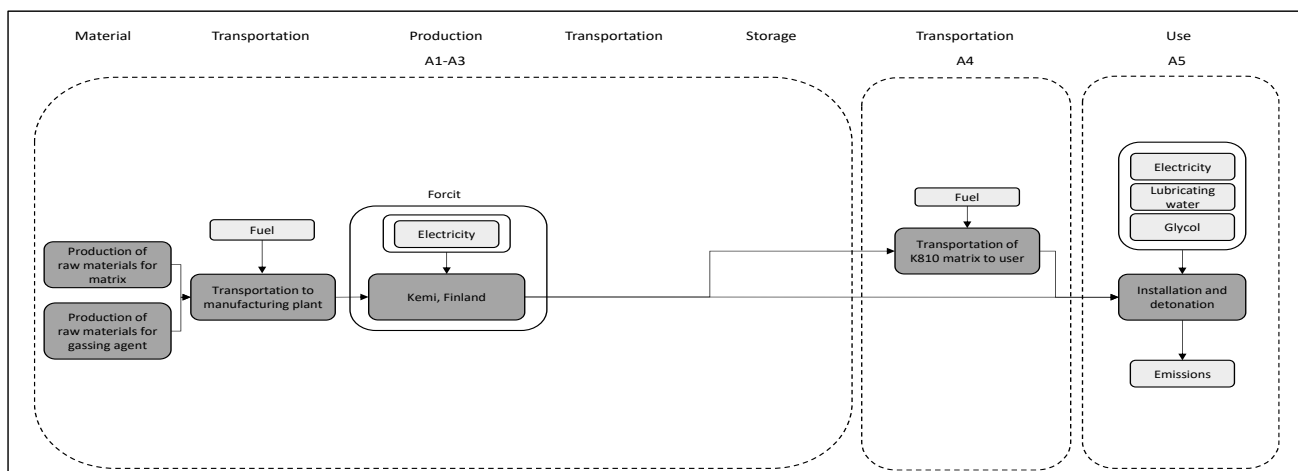 Material
Transportation
Production
Transportation
Storage
Transportation
Use
A1-A3
A4
A5
Forcit
Electricity
Fuel
Production of
raw materials for
matrix
Production of
raw materials for
gassing agent
Transportation to
manufacturing plant
Kemi, Finland
Fuel
Transportation of
K810 matrix to user
Electricity
Lubricating
water
Glycol
Installation and
detonation
Emissions